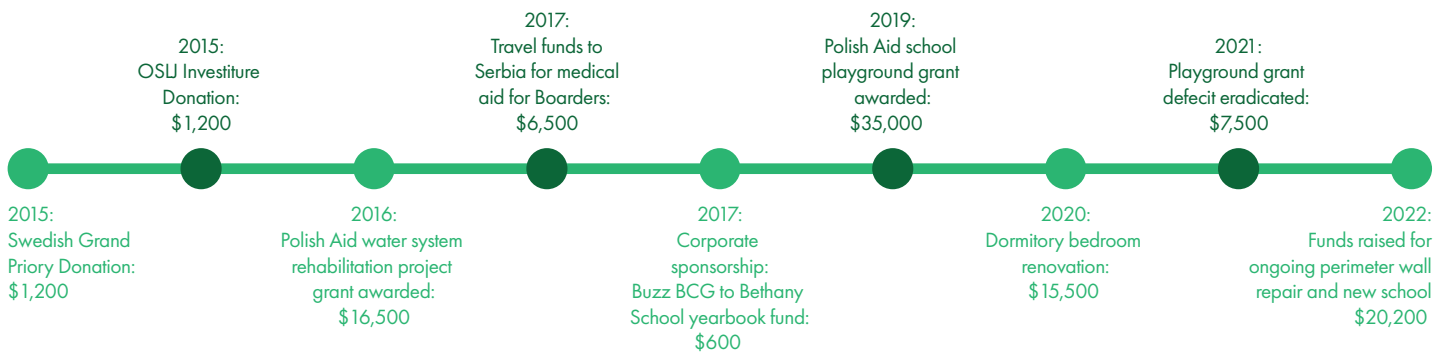 2015:
Swedish Grand
Priory Donation:
$1,200
2015:
OSLJ Investiture
Donation:
$1,200
2016:
Polish Aid water system
rehabilitation project
grant awarded:
$16,500
2017:
Travel funds to
Serbia for medical
aid for Boarders:
$6,500
2017:
Corporate
sponsorship:
Buzz BCG to Bethany
School yearbook fund:
$600
2019:
Polish Aid school
playground grant
awarded:
$35,000
2020:
Dormitory bedroom
renovation:
$15,500
2021:
Playground grant
defecit eradicated:
$7,500
2022:
Funds raised for
ongoing perimeter wall
repair and new school
$20,200